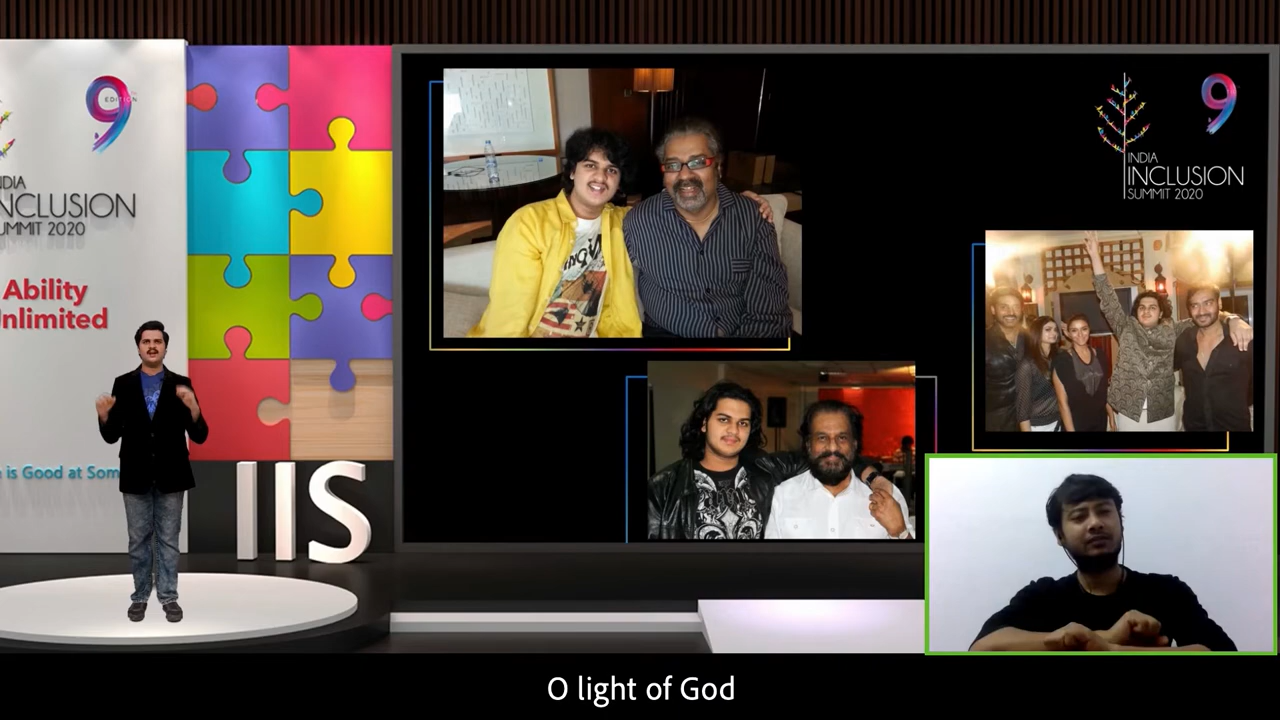 9
EDITION
INDIA
INCLUSION
SUMMIT 2020
Ability
Unlimited
is Good at Som
IIS
9
INDIA
INCLUSION
SUMMIT 2020
O light of God